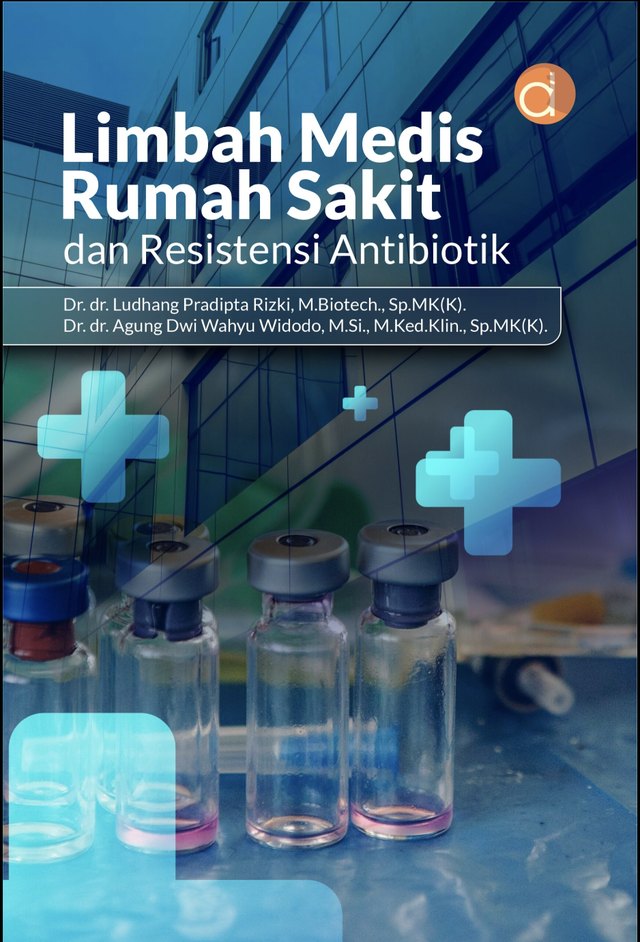 Limbah Medis
Rumah Sakit
dan Resistensi Antibiotik
Dr. dr. Ludhang Pradipta Rizki, M.Biotech., Sp.MK(K).
Dr. dr. Agung Dwi Wahyu Widodo, M.Si., M.Ked.Klin., Sp.MK(K).